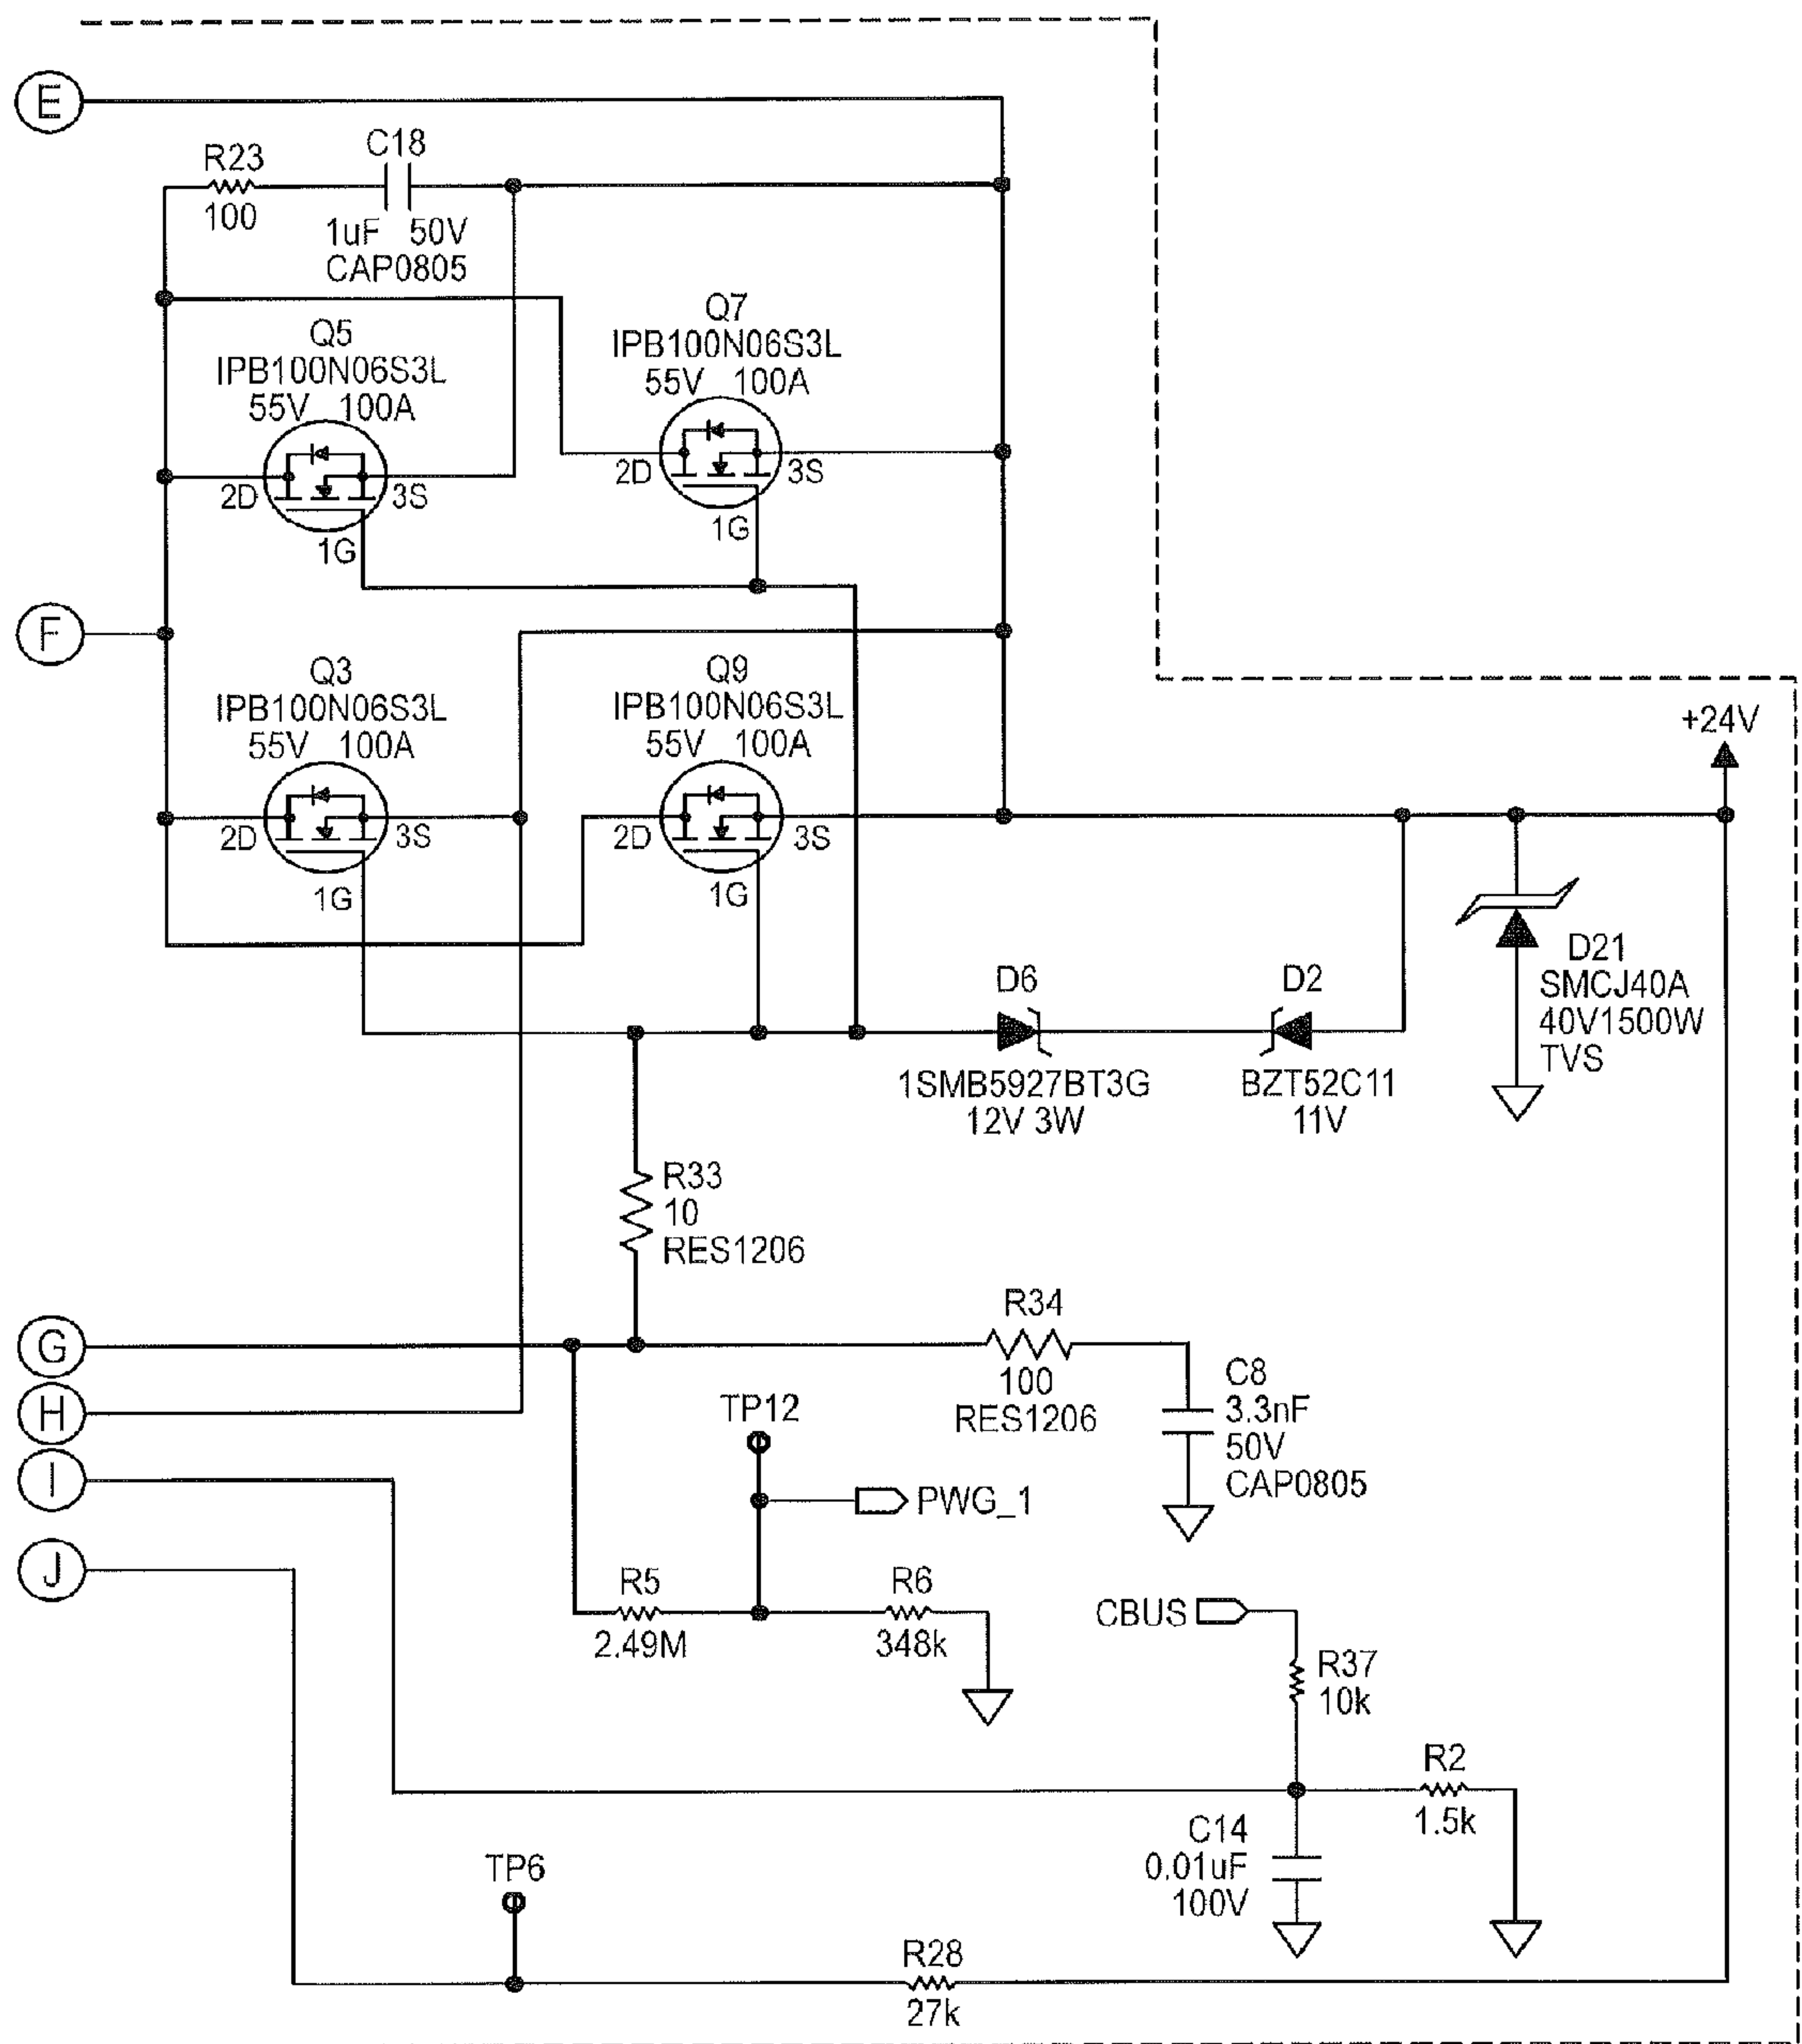 E
R23
100
C18
1uF 50V
CAP0805
Q5
IPB100N06S3L
55V 100A
2D
3S
1G
Q7
IPB100N06S3L
55V 100A
2D
3S
1G
F
Q3
IPB100N06S3L
55V 100A
2D
3S
1G
Q9
IPB100N06S3L
55V 100A
2D
3S
1G
+24V
D21
SMCJ40A
40V1500W
TVS
D6
1SMB5927BT3G
12V 3W
D2
BZT52C11
11V
R33
10
RES1206
G
H
I
J
R34
100
RES1206
C8
3.3nF
50V
CAP0805
TP12
PWG_1
R5
2.49M
R6
348k
CBUS
R37
10k
R2
1.5k
C14
0.01uF
100V
TP6
R28
27k